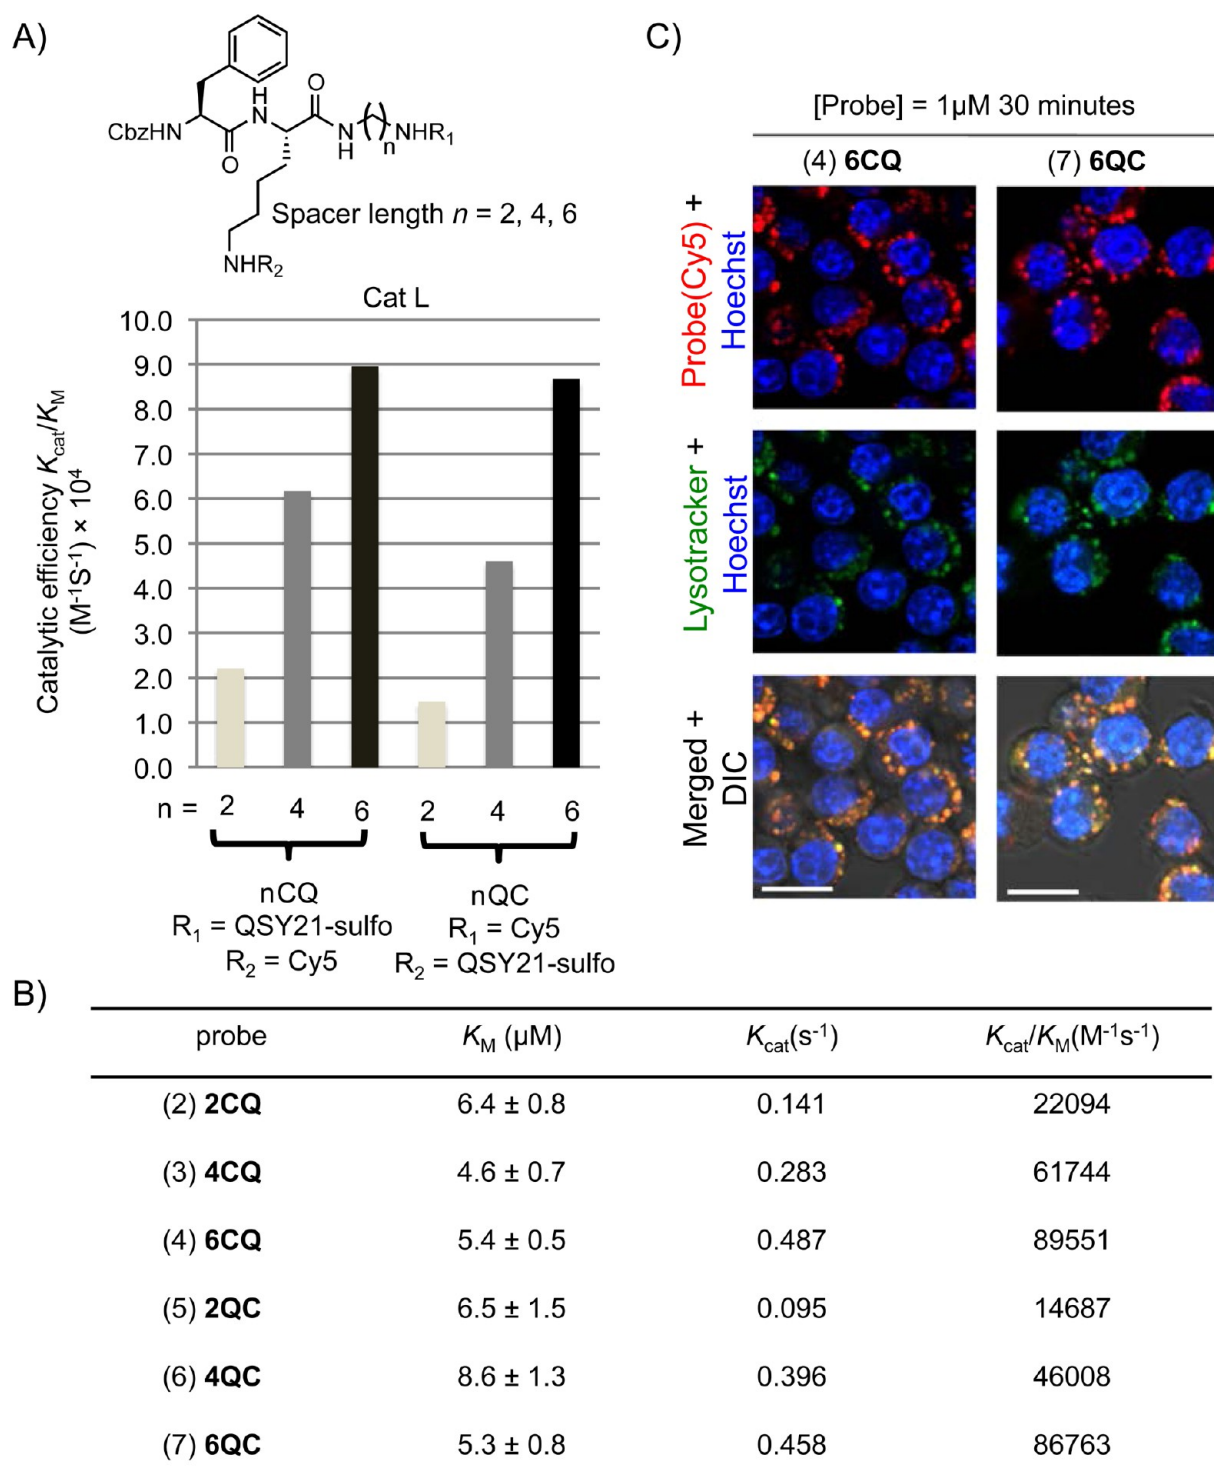 A)
CbzHN
O
H
N
O
N
H
n
NHR1
NHR2
Spacer length n = 2, 4, 6
Cat L
Catalytic efficiency Kcat/KM
(M-1S-1) × 104
10.0
9.0
8.0
7.0
6.0
5.0
4.0
3.0
2.0
1.0
0.0
n = 2 4 6 2 4 6
nCQ
R1 = QSY21-sulfo
R2 = Cy5
nQC
R1 = Cy5
R2 = QSY21-sulfo
C)
[Probe] = 1µM 30 minutes
(4) 6CQ (7) 6QC
Probe(Cy5) +
Hoechst
Lysotracker +
Hoechst
Merged +
DIC
B)
probe KM (µM) Kcat(s-1) Kcat/KM(M-1s-1)
(2) 2CQ 6.4 ± 0.8 0.141 22094
(3) 4CQ 4.6 ± 0.7 0.283 61744
(4) 6CQ 5.4 ± 0.5 0.487 89551
(5) 2QC 6.5 ± 1.5 0.095 14687
(6) 4QC 8.6 ± 1.3 0.396 46008
(7) 6QC 5.3 ± 0.8 0.458 86763